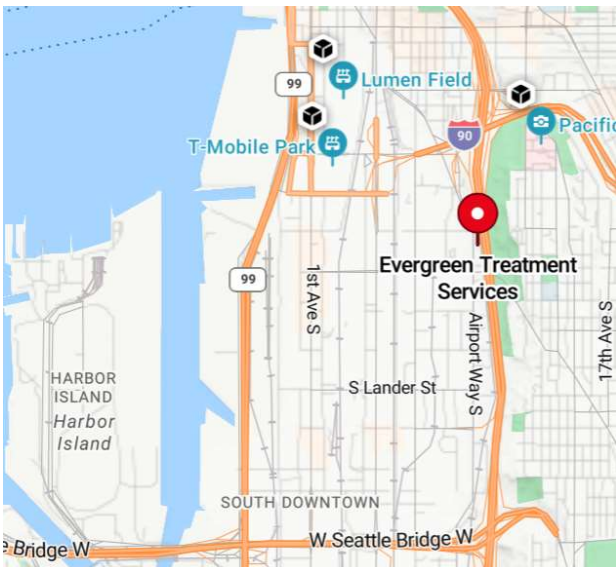 99
Lumen Field
90
Pacific
T-Mobile Park
Evergreen Treatment
Services
99
1st Ave S
Airport Way S
17th Ave S
HARBOR
ISLAND
Harbor
Island
S Lander St
SOUTH DOWNTOWN
W Seattle Bridge W
e Bridge W